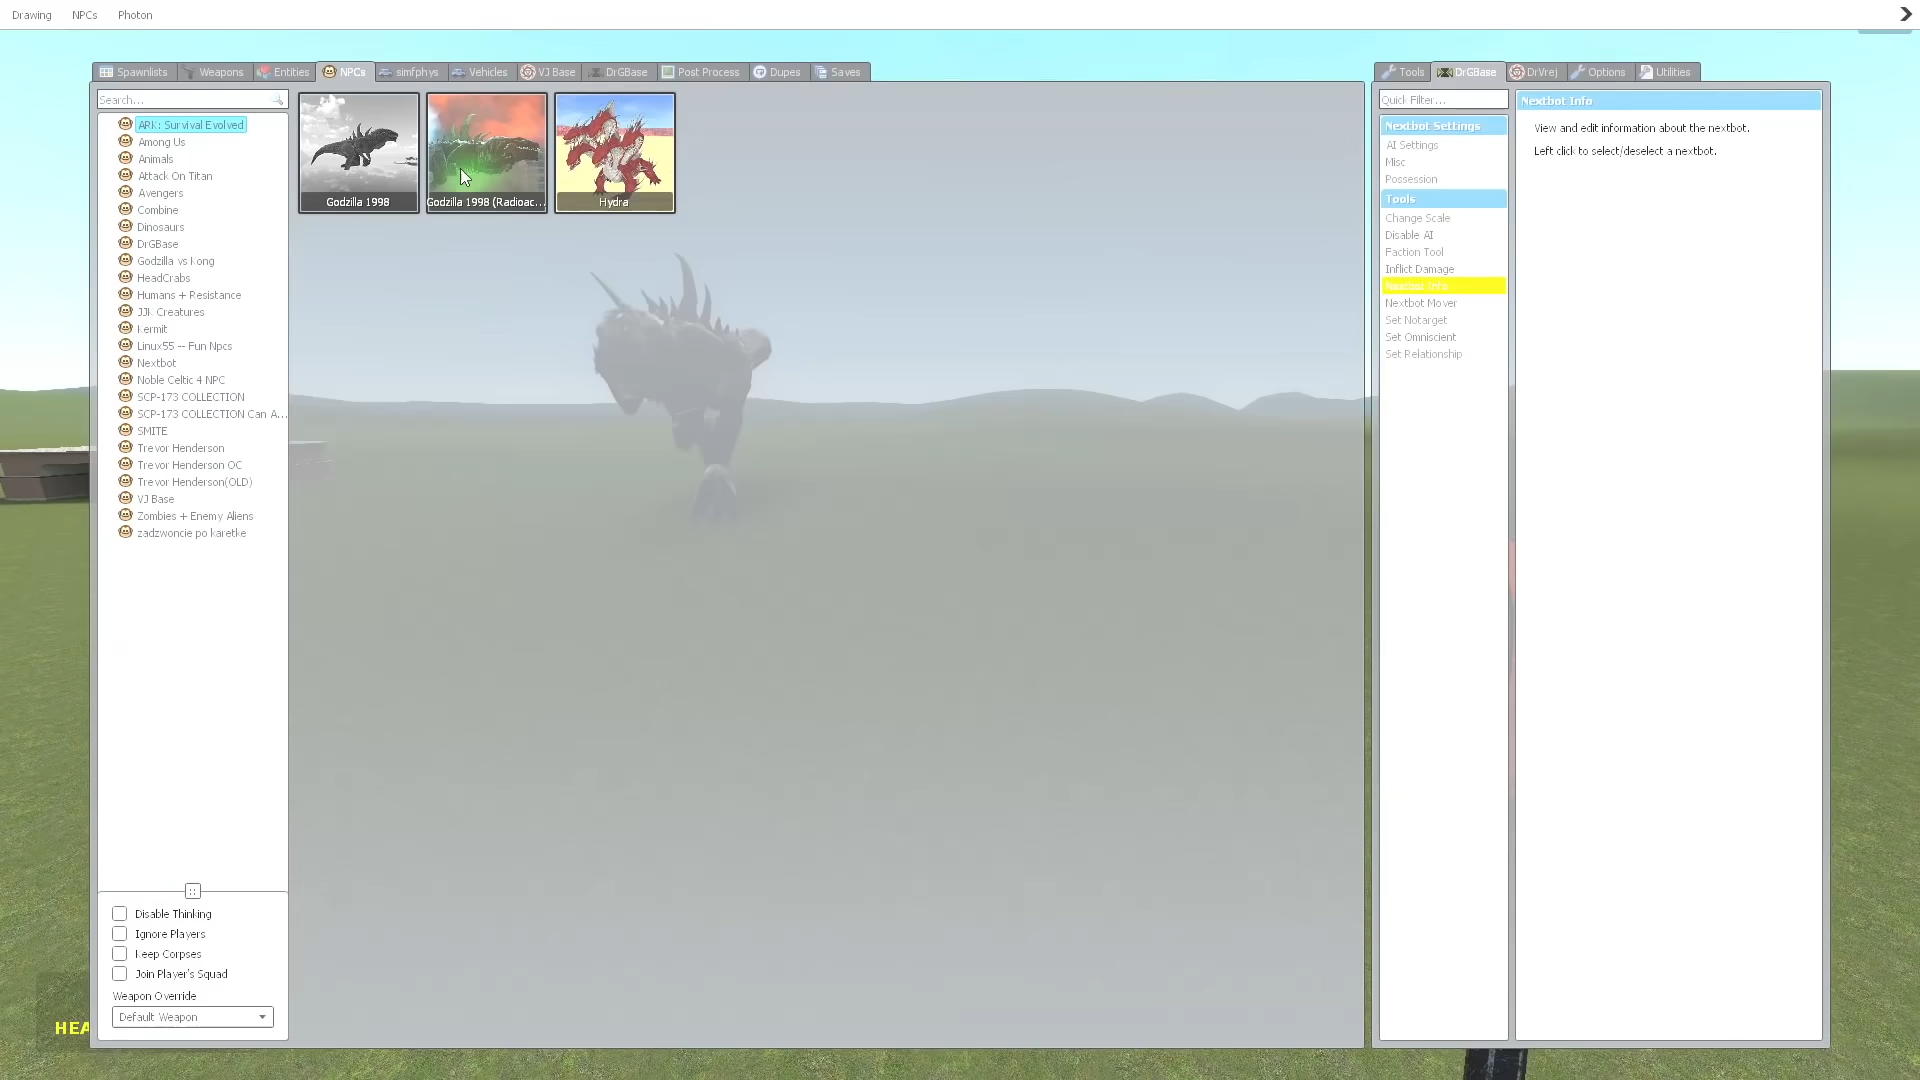 Drawing NPCs Photon
Spawnlists Weapons Entities NPCs simfphys Vehicles VJ Base DrGBase Post Process Dupes Saves
Search...
ARK: Survival Evolved
Among Us
Animals
Attack On Titan
Avengers
Combine
Dinosaurs
DrGBase
Godzilla vs Kong
HeadCrabs
Humans + Resistance
JJK Creatures
Kermit
Linux55 -- Fun Npcs
Nextbot
Noble Celtic 4 NPC
SCP-173 COLLECTION
SCP-173 COLLECTION Can A...
SMITE
Trevor Henderson
Trevor Henderson OC
Trevor Henderson(OLD)
VJ Base
Zombies + Enemy Aliens
zadzwoncie po karetke
Disable Thinking
Ignore Players
Keep Corpses
Join Player's Squad
Weapon Override
Default Weapon
HEA
Godzilla 1998
Godzilla 1998 (Radioac...
Hydra
Tools DrGBase DrVrej Options Utilities
Quick Filter...
Nextbot Settings
AI Settings
Misc
Possession
Tools
Change Scale
Disable AI
Faction Tool
Inflict Damage
Nextbot Info
Nextbot Mover
Set Notarget
Set Omniscient
Set Relationship
Nextbot Info
View and edit information about the nextbot.
Left click to select/deselect a nextbot.